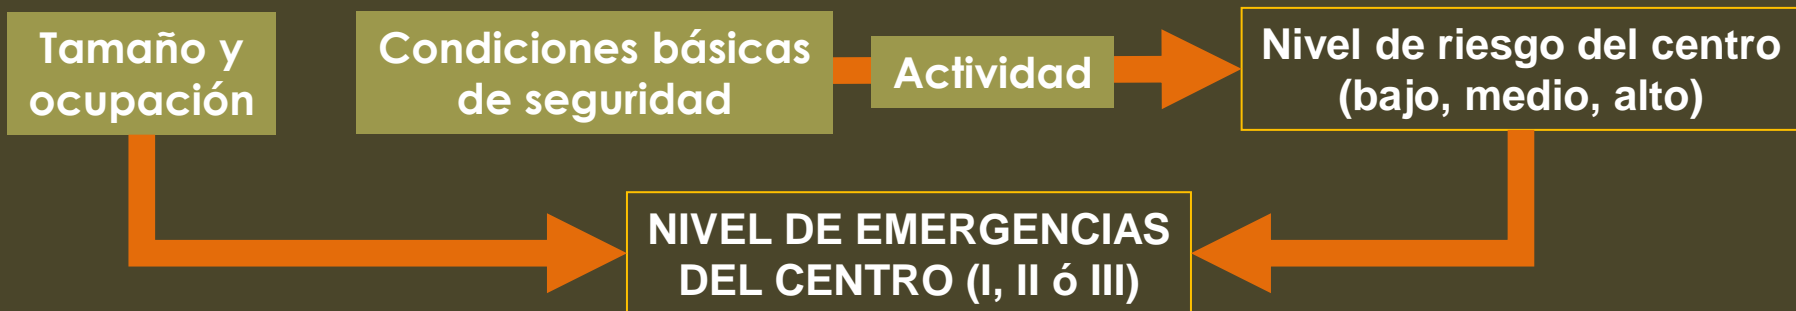 Tamaño y
ocupación
Condiciones básicas
de seguridad
Actividad
Nivel de riesgo del centro
(bajo, medio, alto)
NIVEL DE EMERGENCIAS
DEL CENTRO (I, II ó III)